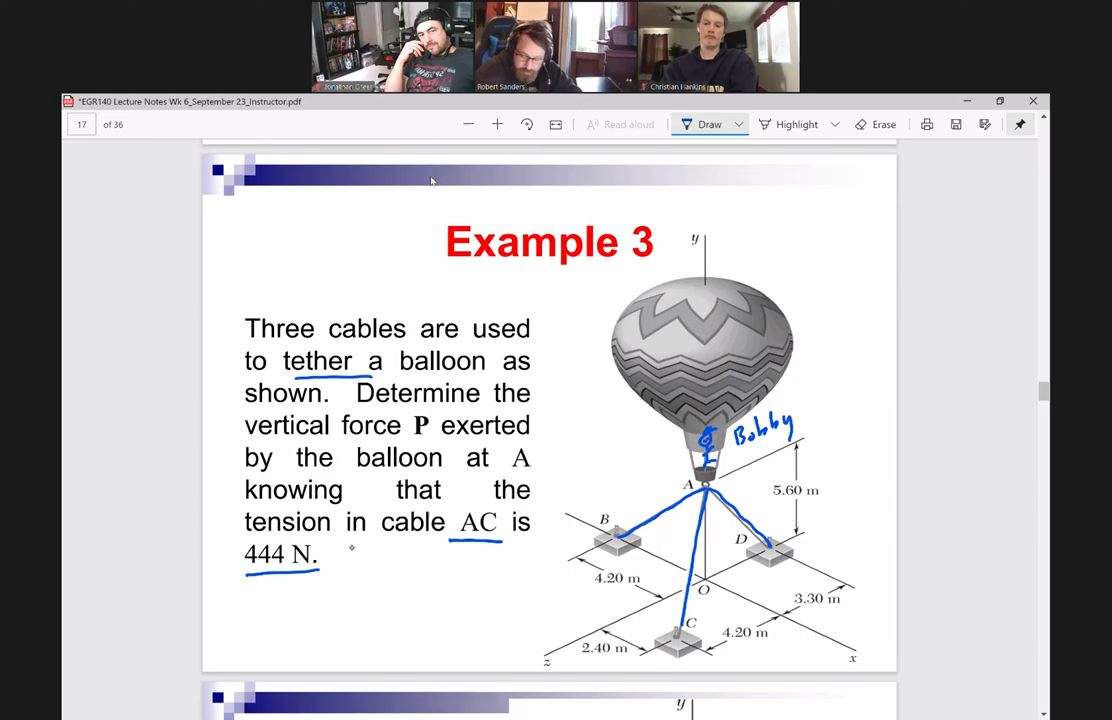 Jonathan Greer
Robert Sanders
Christian Hankins
*EGR140 Lecture Notes Wk 6_September 23_Instructor.pdf
17 of 36
Read aloud
Draw
Highlight
Erase
Example 3
Three cables are used
to tether a balloon as
shown. Determine the
vertical force P exerted
by the balloon at A
knowing that the
tension in cable AC is
444 N.
y
Bobby
A
5.60 m
B
D
4.20 m
O
3.30 m
C
4.20 m
2.40 m
z
x
y